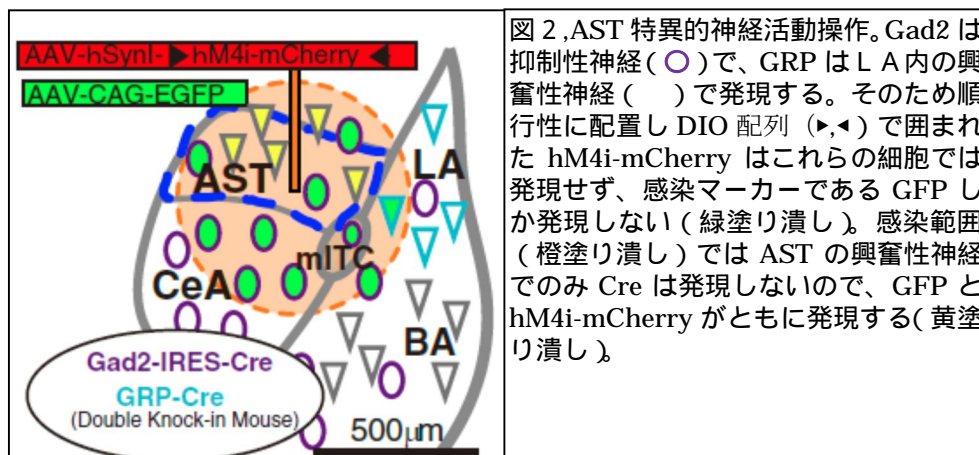 AAV-hSynI-▶hM4i-mCherry◀
AAV-CAG-EGFP
AST
LA
mITC
CeA
BA
Gad2-IRES-Cre
GRP-Cre
(Double Knock-in Mouse)
500μm
図２,AST 特異的神経活動操作。Gad2 は
抑制性神経(○)で、GRP はＬＡ内の興
奮性神経（　）で発現する。そのため順
行性に配置し DIO 配列（▶,◀）で囲まれ
た hM4i-mCherry はこれらの細胞では
発現せず、感染マーカーである GFP し
か発現しない（緑塗り潰し）。感染範囲
（橙塗り潰し）では AST の興奮性神経
でのみ Cre は発現しないので、GFP と
hM4i-mCherry がともに発現する(黄塗
り潰し)。